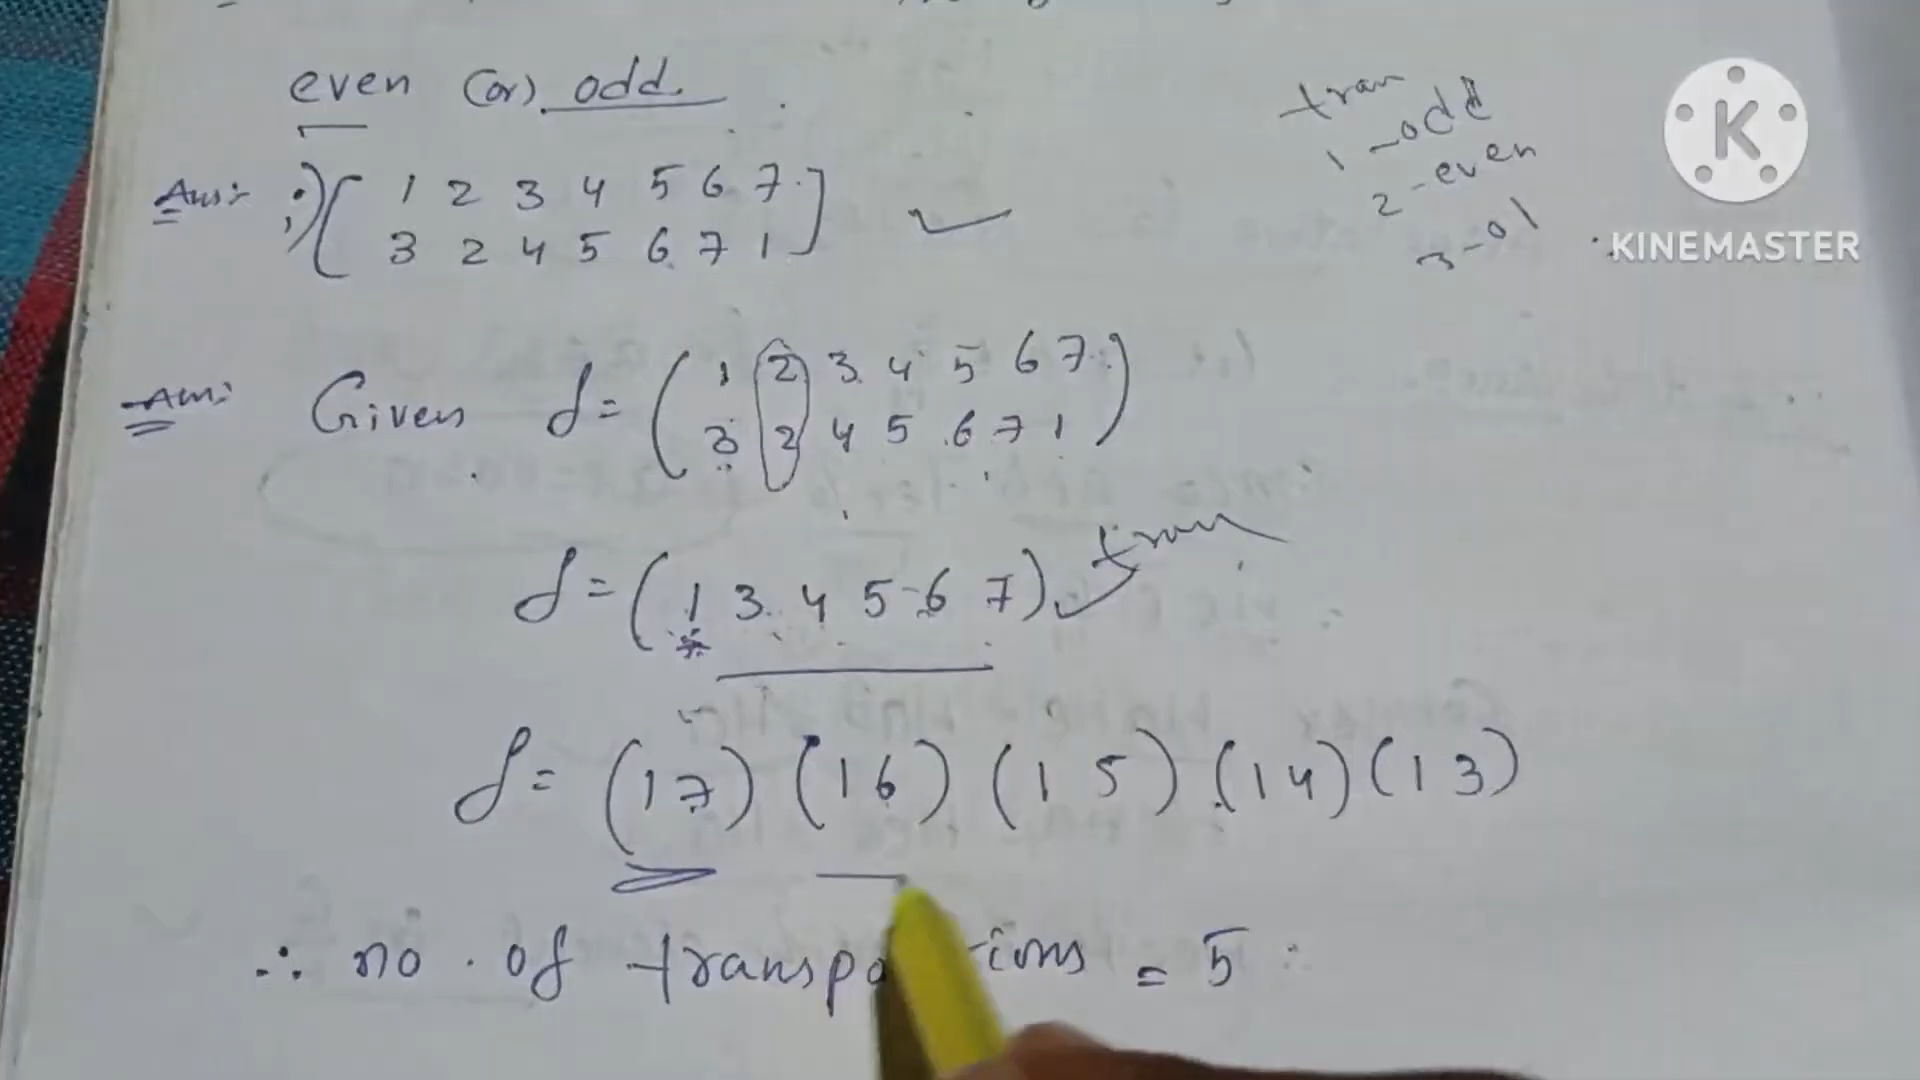 even (or) odd.
Ans:- i) [ 1 2 3 4 5 6 7 ]
3 2 4 5 6 7 1
tran
1 - odd
2 - even
3 - o
K
KINEMASTER
Ans: Given f = ( 1 2 3 4 5 6 7 )
3 2 4 5 6 7 1
f = ( 1 3 4 5 6 7 ) tran
f = (1 7) (1 6) (1 5) (1 4) (1 3)
∴ no. of = 5